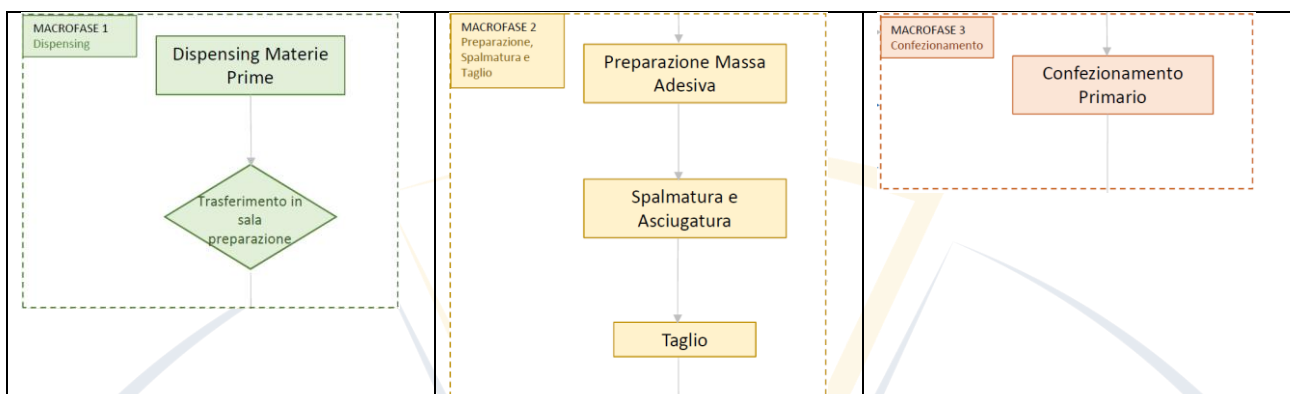 MACROFASE 1
Dispensing
Dispensing Materie
Prime
Trasferimento in
sala
preparazione
MACROFASE 2
Preparazione,
Spalmatura e
Taglio
Preparazione Massa
Adesiva
Spalmatura e
Asciugatura
Taglio
MACROFASE 3
Confezionamento
Confezionamento
Primario